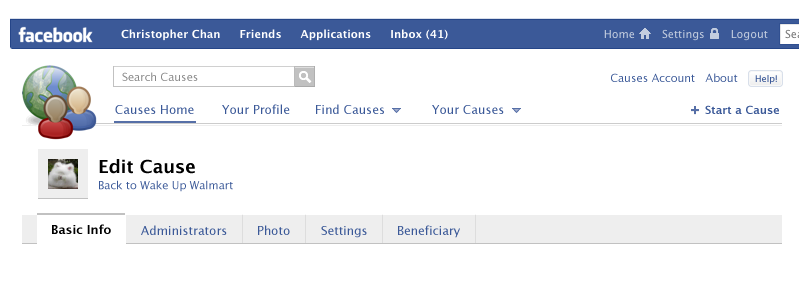 facebook Christopher Chan Friends Applications Inbox (41) Home Settings Logout Sea
Search Causes Causes Account About Help!
Causes Home Your Profile Find Causes Your Causes + Start a Cause
Edit Cause
Back to Wake Up Walmart
Basic Info Administrators Photo Settings Beneficiary